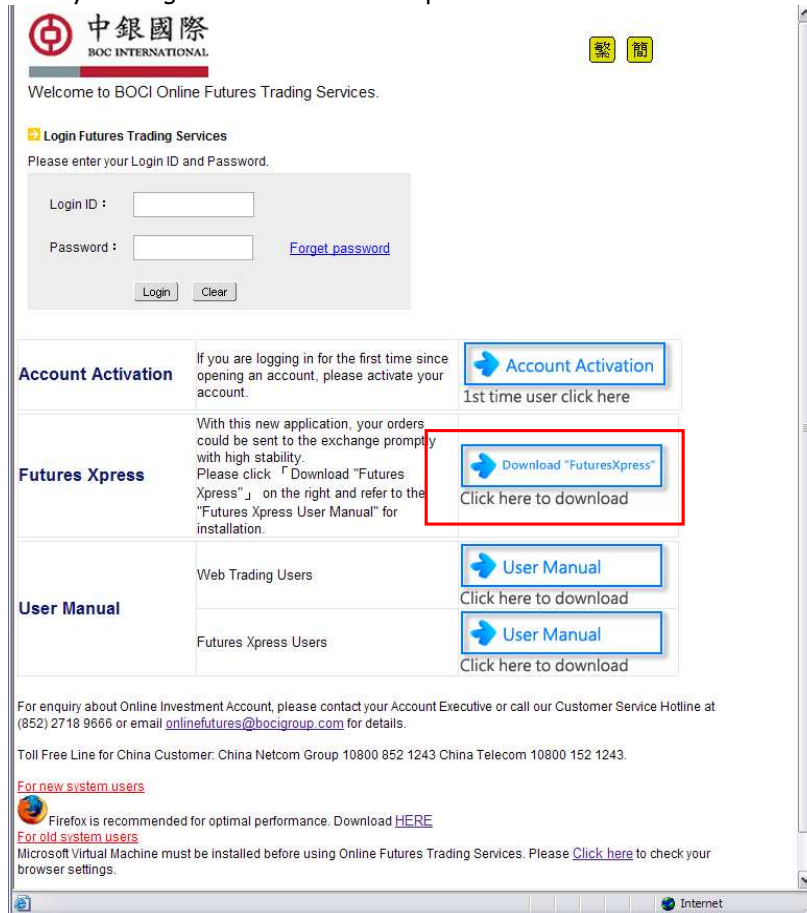 中銀國際
BOC INTERNATIONAL
繁 簡
Welcome to BOCI Online Futures Trading Services.
Login Futures Trading Services
Please enter your Login ID and Password.
Login ID：
Password： Forget password
Login Clear
Account Activation
If you are logging in for the first time since
opening an account, please activate your
account.
Account Activation
1st time user click here
Futures Xpress
With this new application, your orders
could be sent to the exchange promptly
with high stability.
Please click「Download "Futures
Xpress"」 on the right and refer to the
"Futures Xpress User Manual" for
installation.
Download "FuturesXpress"
Click here to download
User Manual
Web Trading Users
User Manual
Click here to download
Futures Xpress Users
User Manual
Click here to download
For enquiry about Online Investment Account, please contact your Account Executive or call our Customer Service Hotline at
(852) 2718 9666 or email onlinefutures@bocigroup.com for details.
Toll Free Line for China Customer: China Netcom Group 10800 852 1243 China Telecom 10800 152 1243.
For new system users
Firefox is recommended for optimal performance. Download HERE
For old system users
Microsoft Virtual Machine must be installed before using Online Futures Trading Services. Please Click here to check your
browser settings.
Internet